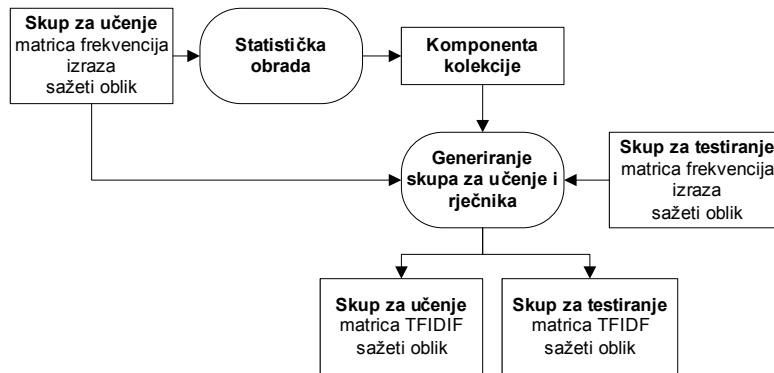 Skup za učenje
matrica frekvencija
izraza
sažeti oblik
Statistička
obrada
Komponenta
kolekcije
Generiranje
skupa za učenje i
rječnika
Skup za testiranje
matrica frekvencija
izraza
sažeti oblik
Skup za učenje
matrica TFIDIF
sažeti oblik
Skup za testiranje
matrica TFIDF
sažeti oblik